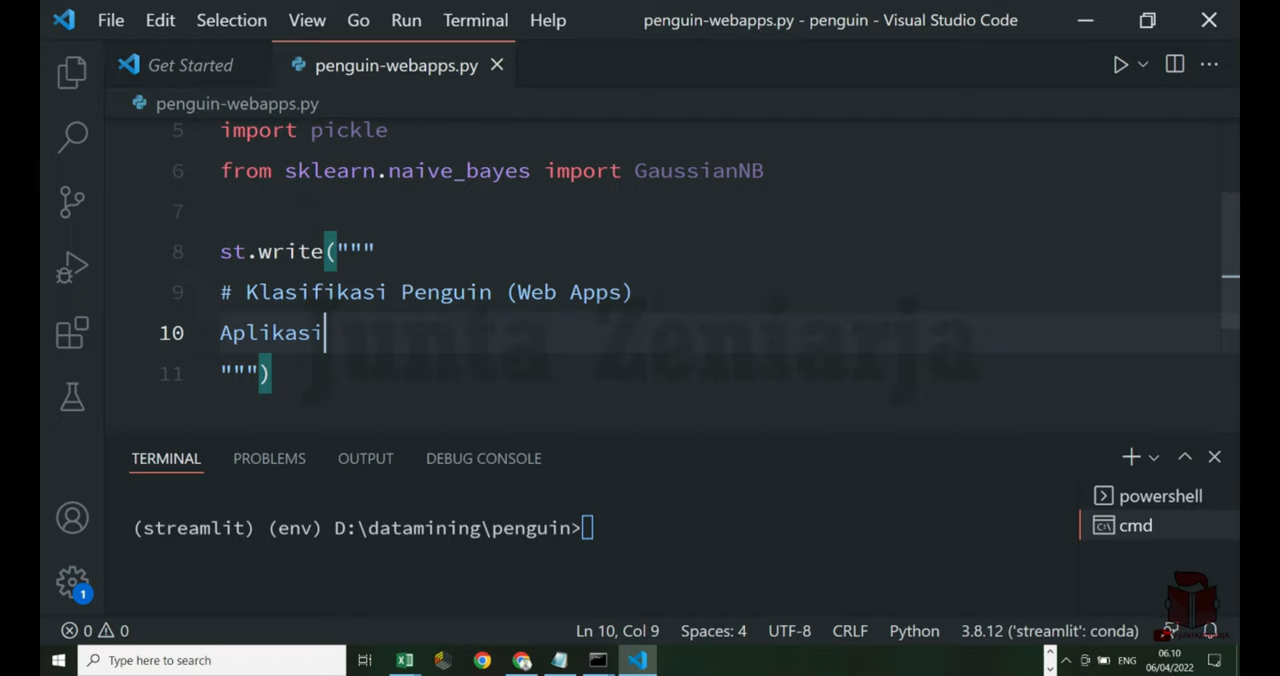 File Edit Selection View Go Run Terminal Help penguin-webapps.py - penguin - Visual Studio Code
Get Started penguin-webapps.py
penguin-webapps.py
5 import pickle
6 from sklearn.naive_bayes import GaussianNB
7
8 st.write("""
9 # Klasifikasi Penguin (Web Apps)
10 Aplikasi
11 """)
Junta Zeniarja
TERMINAL PROBLEMS OUTPUT DEBUG CONSOLE
powershell
(streamlit) (env) D:\datamining\penguin>
cmd
1
0 0 Ln 10, Col 9 Spaces: 4 UTF-8 CRLF Python 3.8.12 ('streamlit': conda)
Type here to search ENG 06.10
06/04/2022